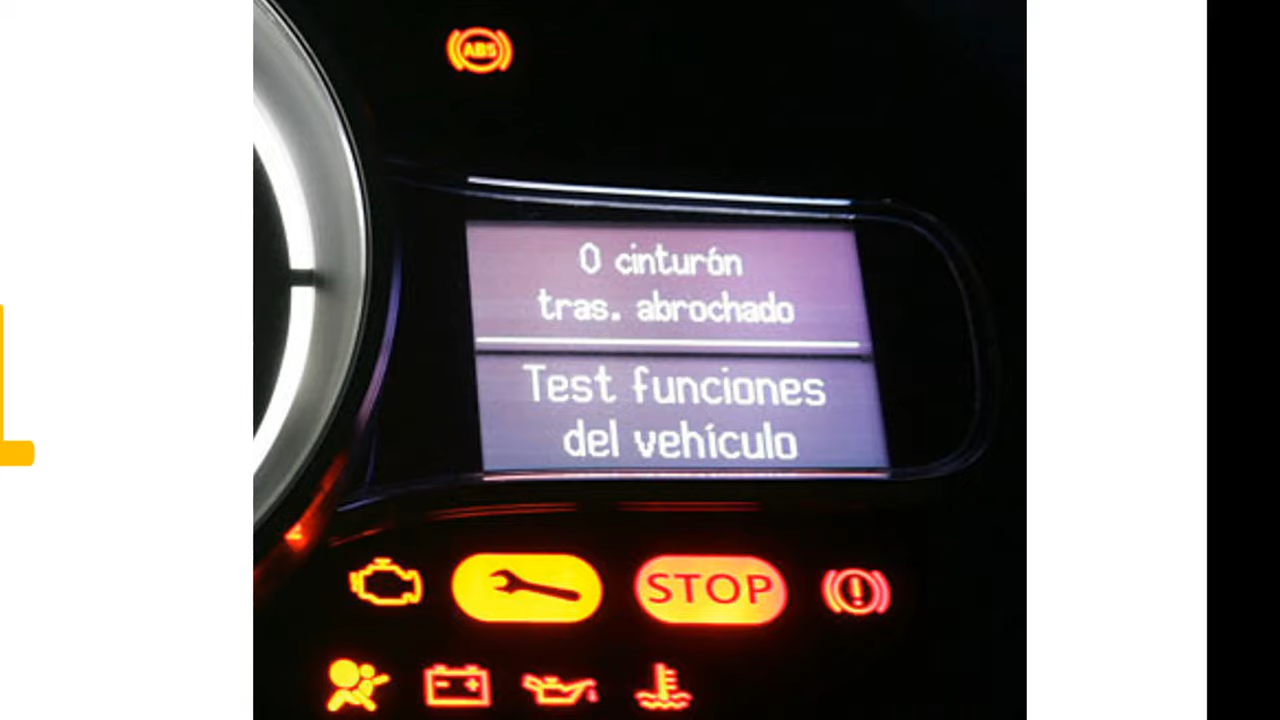 ABS
0 cinturón
tras. abrochado
Test funciones
del vehículo
STOP